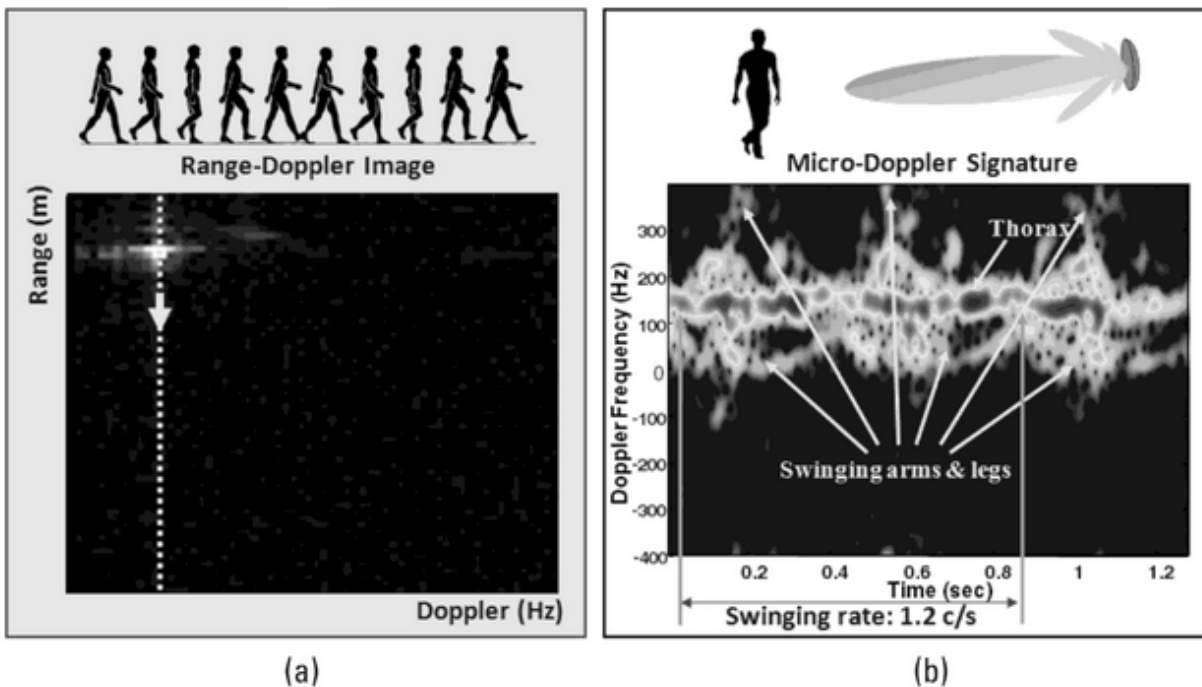 Range-Doppler Image
Range (m)
Doppler (Hz)
(a)
Micro-Doppler Signature
Doppler Frequency (Hz)
300
200
100
0
-100
-200
-300
-400
Thorax
Swinging arms & legs
0.2 0.4 0.6 0.8 1 1.2
Time (sec)
Swinging rate: 1.2 c/s
(b)